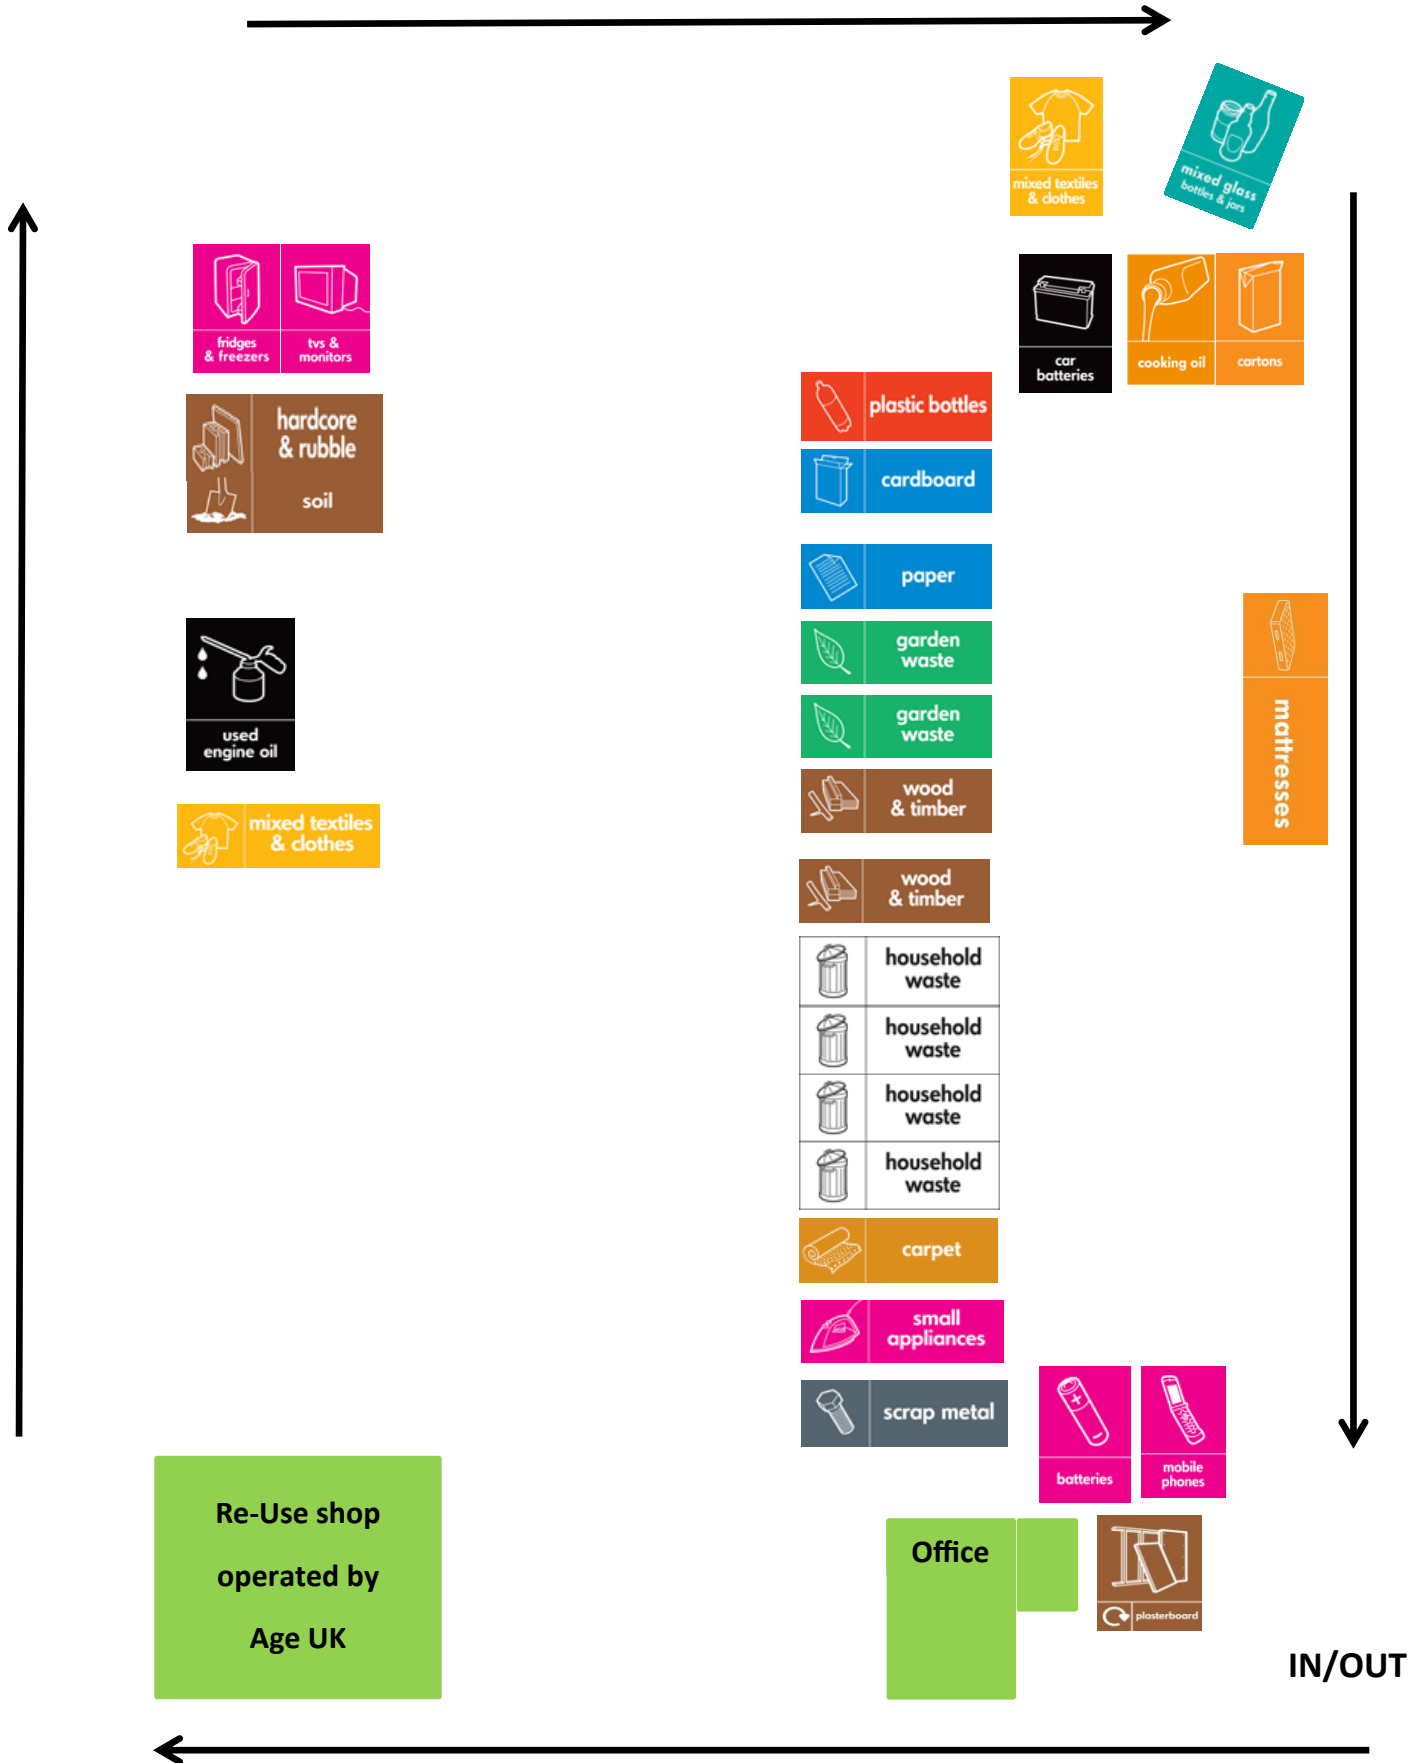 mixed textiles
& clothes
mixed glass
bottles & jars
fridges
& freezers
tvs &
monitors
car
batteries
cooking oil
cartons
hardcore
& rubble
soil
plastic bottles
cardboard
paper
garden
waste
garden
waste
used
engine oil
mattresses
mixed textiles
& clothes
wood
& timber
wood
& timber
household
waste
household
waste
household
waste
household
waste
carpet
small
appliances
scrap metal
batteries
mobile
phones
Re-Use shop
operated by
Age UK
Office
plasterboard
IN/OUT